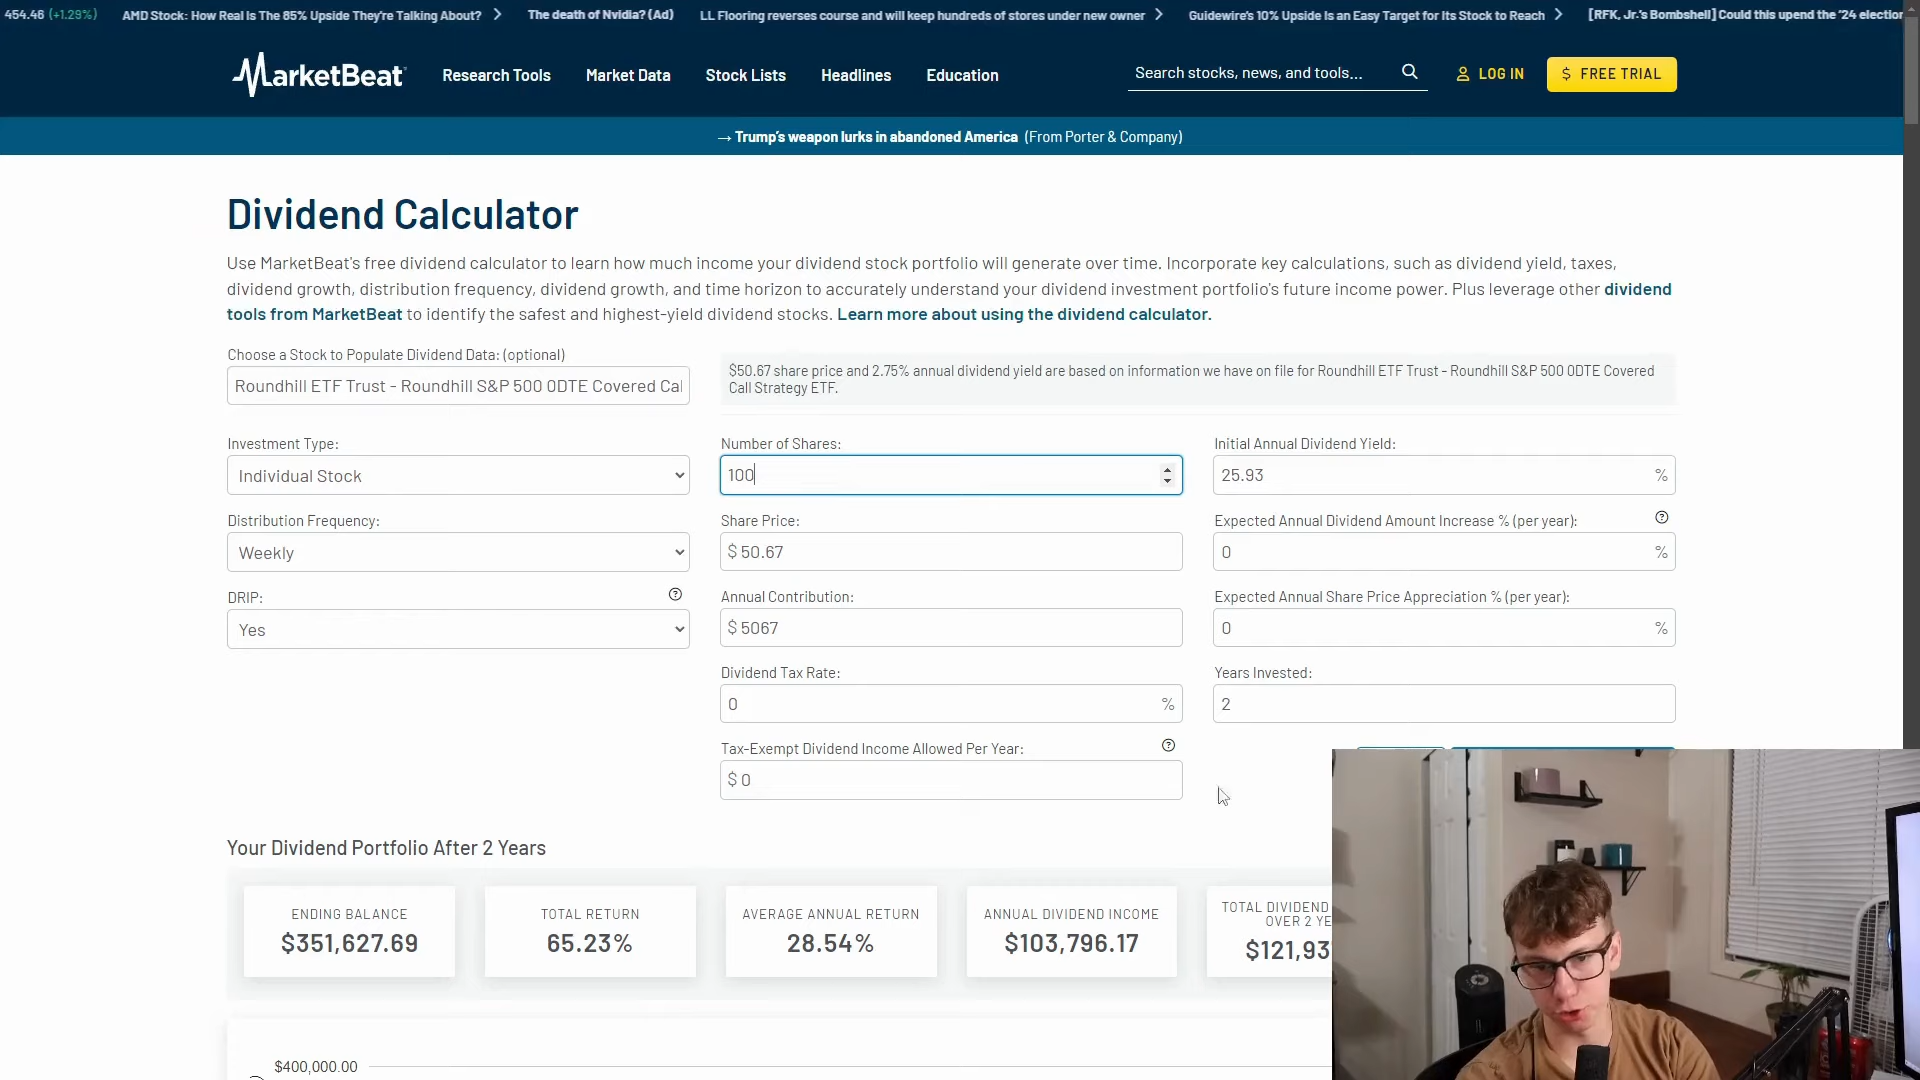 454.46 (+1.29%) AMD Stock: How Real Is The 85% Upside They're Talking About? The death of Nvidia? (Ad) LL Flooring reverses course and will keep hundreds of stores under new owner Guidewire's 10% Upside Is an Easy Target for Its Stock to Reach [RFK, Jr.'s Bombshell] Could this upend the '24 election
MarketBeat Research Tools Market Data Stock Lists Headlines Education Search stocks, news, and tools... LOG IN $ FREE TRIAL
→ Trump's weapon lurks in abandoned America (From Porter & Company)
Dividend Calculator
Use MarketBeat's free dividend calculator to learn how much income your dividend stock portfolio will generate over time. Incorporate key calculations, such as dividend yield, taxes,
dividend growth, distribution frequency, dividend growth, and time horizon to accurately understand your dividend investment portfolio's future income power. Plus leverage other dividend
tools from MarketBeat to identify the safest and highest-yield dividend stocks. Learn more about using the dividend calculator.
Choose a Stock to Populate Dividend Data: (optional)
Roundhill ETF Trust - Roundhill S&P 500 0DTE Covered Cal
$50.67 share price and 2.75% annual dividend yield are based on information we have on file for Roundhill ETF Trust - Roundhill S&P 500 0DTE Covered
Call Strategy ETF.
Investment Type: Number of Shares: Initial Annual Dividend Yield:
Individual Stock 100 25.93 %
Distribution Frequency: Share Price: Expected Annual Dividend Amount Increase % (per year):
Weekly $ 50.67 0 %
DRIP: Annual Contribution: Expected Annual Share Price Appreciation % (per year):
Yes $ 5067 0 %
Dividend Tax Rate: Years Invested:
0 % 2
Tax-Exempt Dividend Income Allowed Per Year:
$ 0
Your Dividend Portfolio After 2 Years
ENDING BALANCE TOTAL RETURN AVERAGE ANNUAL RETURN ANNUAL DIVIDEND INCOME TOTAL DIVIDEND
OVER 2 YE
$351,627.69 65.23% 28.54% $103,796.17 $121,93
$400,000.00